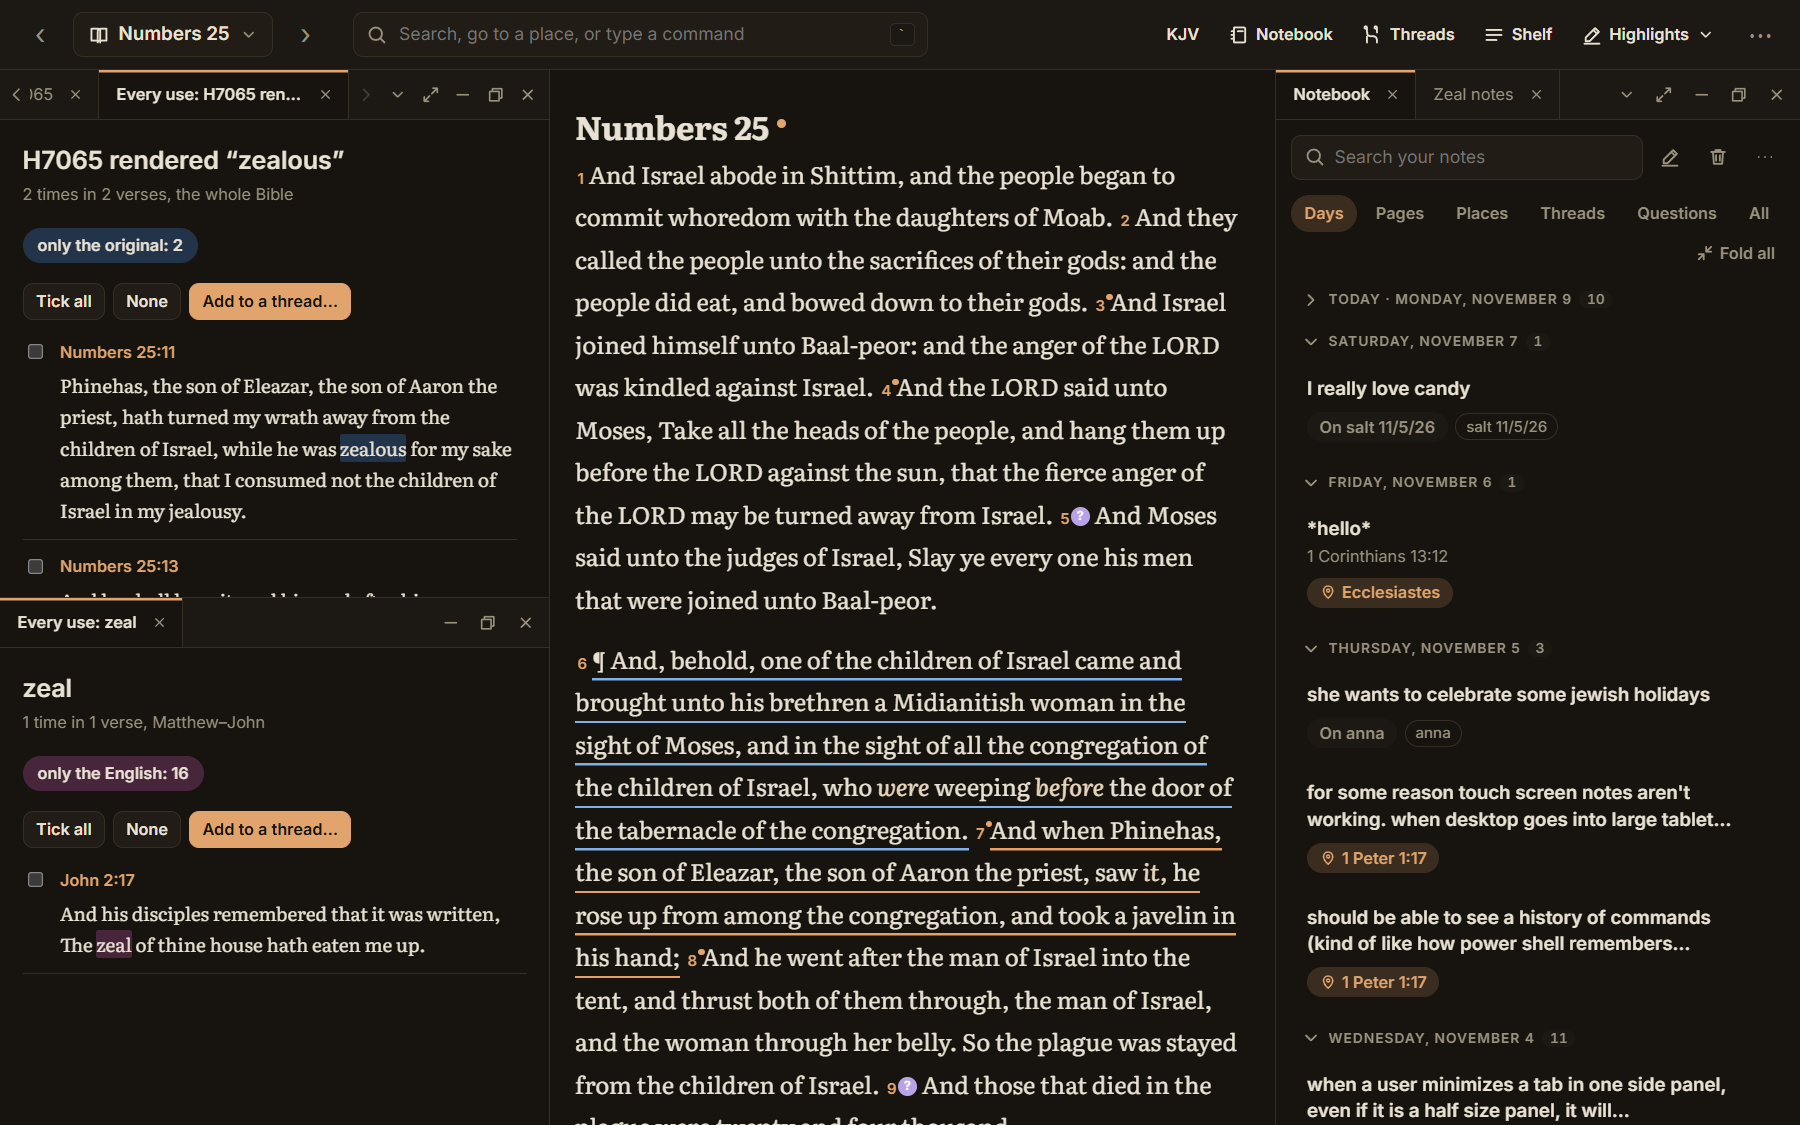 Numbers 25
Search, go to a place, or type a command
`
KJV
Notebook
Threads
Shelf
Highlights
065
Every use: H7065 ren...
H7065 rendered “zealous”
2 times in 2 verses, the whole Bible
only the original: 2
Tick all
None
Add to a thread...
Numbers 25:11
Phinehas, the son of Eleazar, the son of Aaron the
priest, hath turned my wrath away from the
children of Israel, while he was zealous for my sake
among them, that I consumed not the children of
Israel in my jealousy.
Numbers 25:13
Every use: zeal
zeal
1 time in 1 verse, Matthew–John
only the English: 16
Tick all
None
Add to a thread...
John 2:17
And his disciples remembered that it was written,
The zeal of thine house hath eaten me up.
Numbers 25
1 And Israel abode in Shittim, and the people began to
commit whoredom with the daughters of Moab. 2 And they
called the people unto the sacrifices of their gods: and the
people did eat, and bowed down to their gods. 3 And Israel
joined himself unto Baal-peor: and the anger of the LORD
was kindled against Israel. 4 And the LORD said unto
Moses, Take all the heads of the people, and hang them up
before the LORD against the sun, that the fierce anger of
the LORD may be turned away from Israel. 5 ? And Moses
said unto the judges of Israel, Slay ye every one his men
that were joined unto Baal-peor.
6 ¶ And, behold, one of the children of Israel came and
brought unto his brethren a Midianitish woman in the
sight of Moses, and in the sight of all the congregation of
the children of Israel, who were weeping before the door of
the tabernacle of the congregation. 7 And when Phinehas,
the son of Eleazar, the son of Aaron the priest, saw it, he
rose up from among the congregation, and took a javelin in
his hand; 8 And he went after the man of Israel into the
tent, and thrust both of them through, the man of Israel,
and the woman through her belly. So the plague was stayed
from the children of Israel. 9 ? And those that died in the
plague were twenty and four thousand.
Notebook
Zeal notes
Search your notes
Days
Pages
Places
Threads
Questions
All
Fold all
TODAY · MONDAY, NOVEMBER 9 10
SATURDAY, NOVEMBER 7 1
I really love candy
On salt 11/5/26
salt 11/5/26
FRIDAY, NOVEMBER 6 1
*hello*
1 Corinthians 13:12
Ecclesiastes
THURSDAY, NOVEMBER 5 3
she wants to celebrate some jewish holidays
On anna
anna
for some reason touch screen notes aren't
working. when desktop goes into large tablet...
1 Peter 1:17
should be able to see a history of commands
(kind of like how power shell remembers...
1 Peter 1:17
WEDNESDAY, NOVEMBER 4 11
when a user minimizes a tab in one side panel,
even if it is a half size panel, it will...